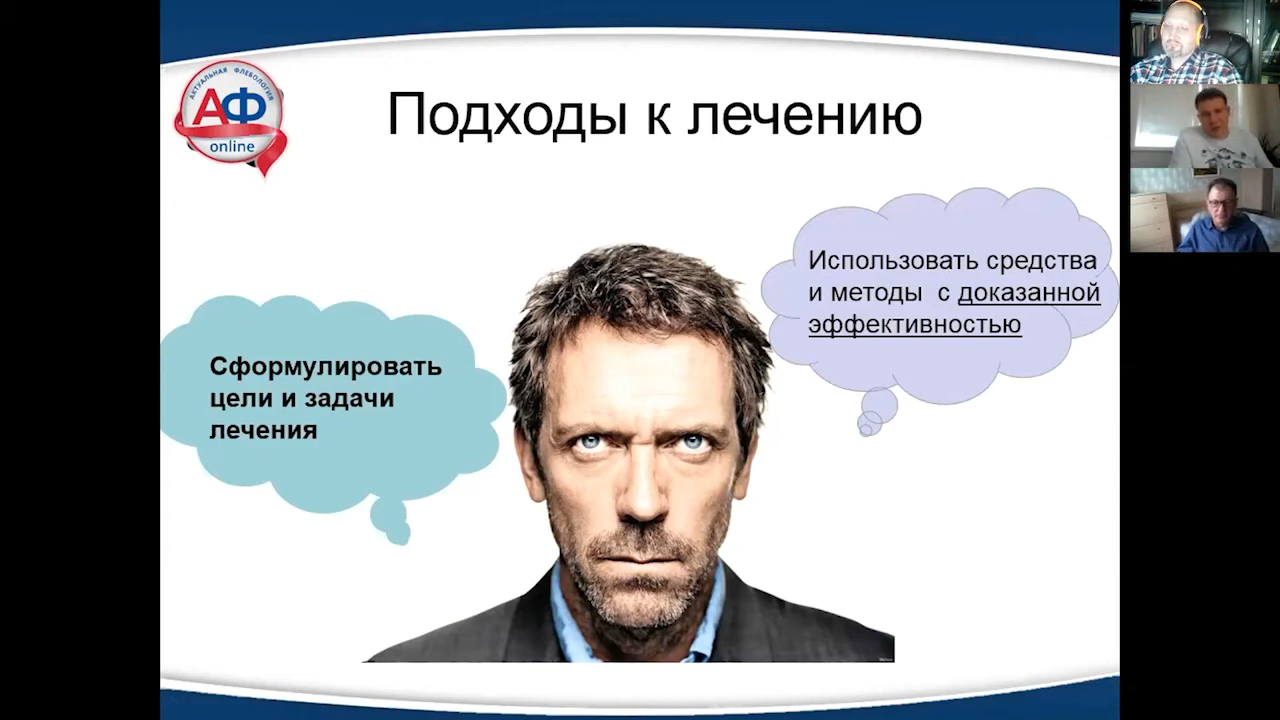 АКТУАЛЬНАЯ ФЛЕБОЛОГИЯ
АФ
online
Подходы к лечению
Использовать средства
и методы с доказанной
эффективностью
Сформулировать
цели и задачи
лечения